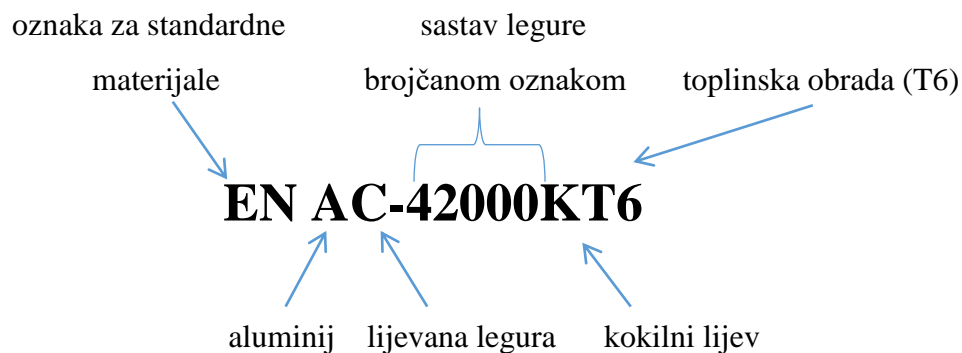 oznaka za standardne
materijale
sastav legure
brojčanom oznakom
toplinska obrada (T6)
EN AC-42000KT6
aluminij
lijevana legura
kokilni lijev